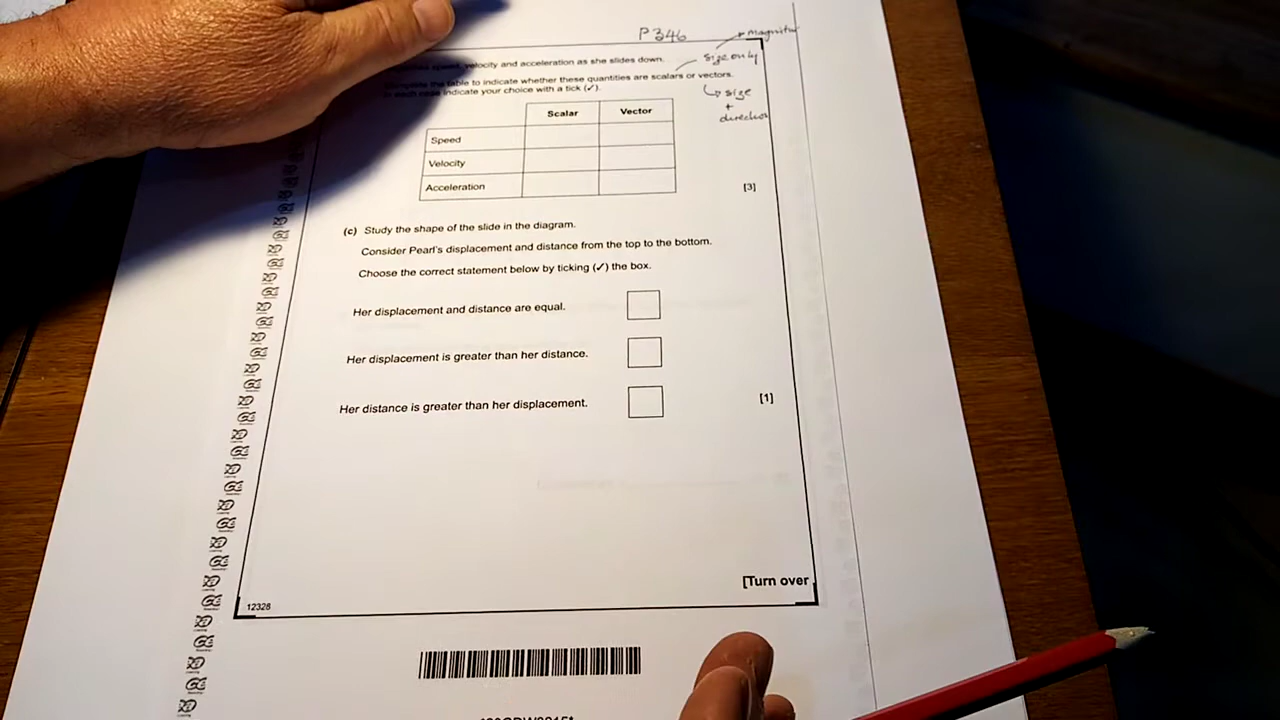 P346
magnitu
size only
velocity and acceleration as she slides down.
table to indicate whether these quantities are scalars or vectors.
indicate your choice with a tick (✓).
size
+
direction
Scalar Vector
Speed
Velocity
Acceleration
[3]
(c) Study the shape of the slide in the diagram.
Consider Pearl's displacement and distance from the top to the bottom.
Choose the correct statement below by ticking (✓) the box.
Her displacement and distance are equal.
Her displacement is greater than her distance.
Her distance is greater than her displacement.
[1]
[Turn over
12328